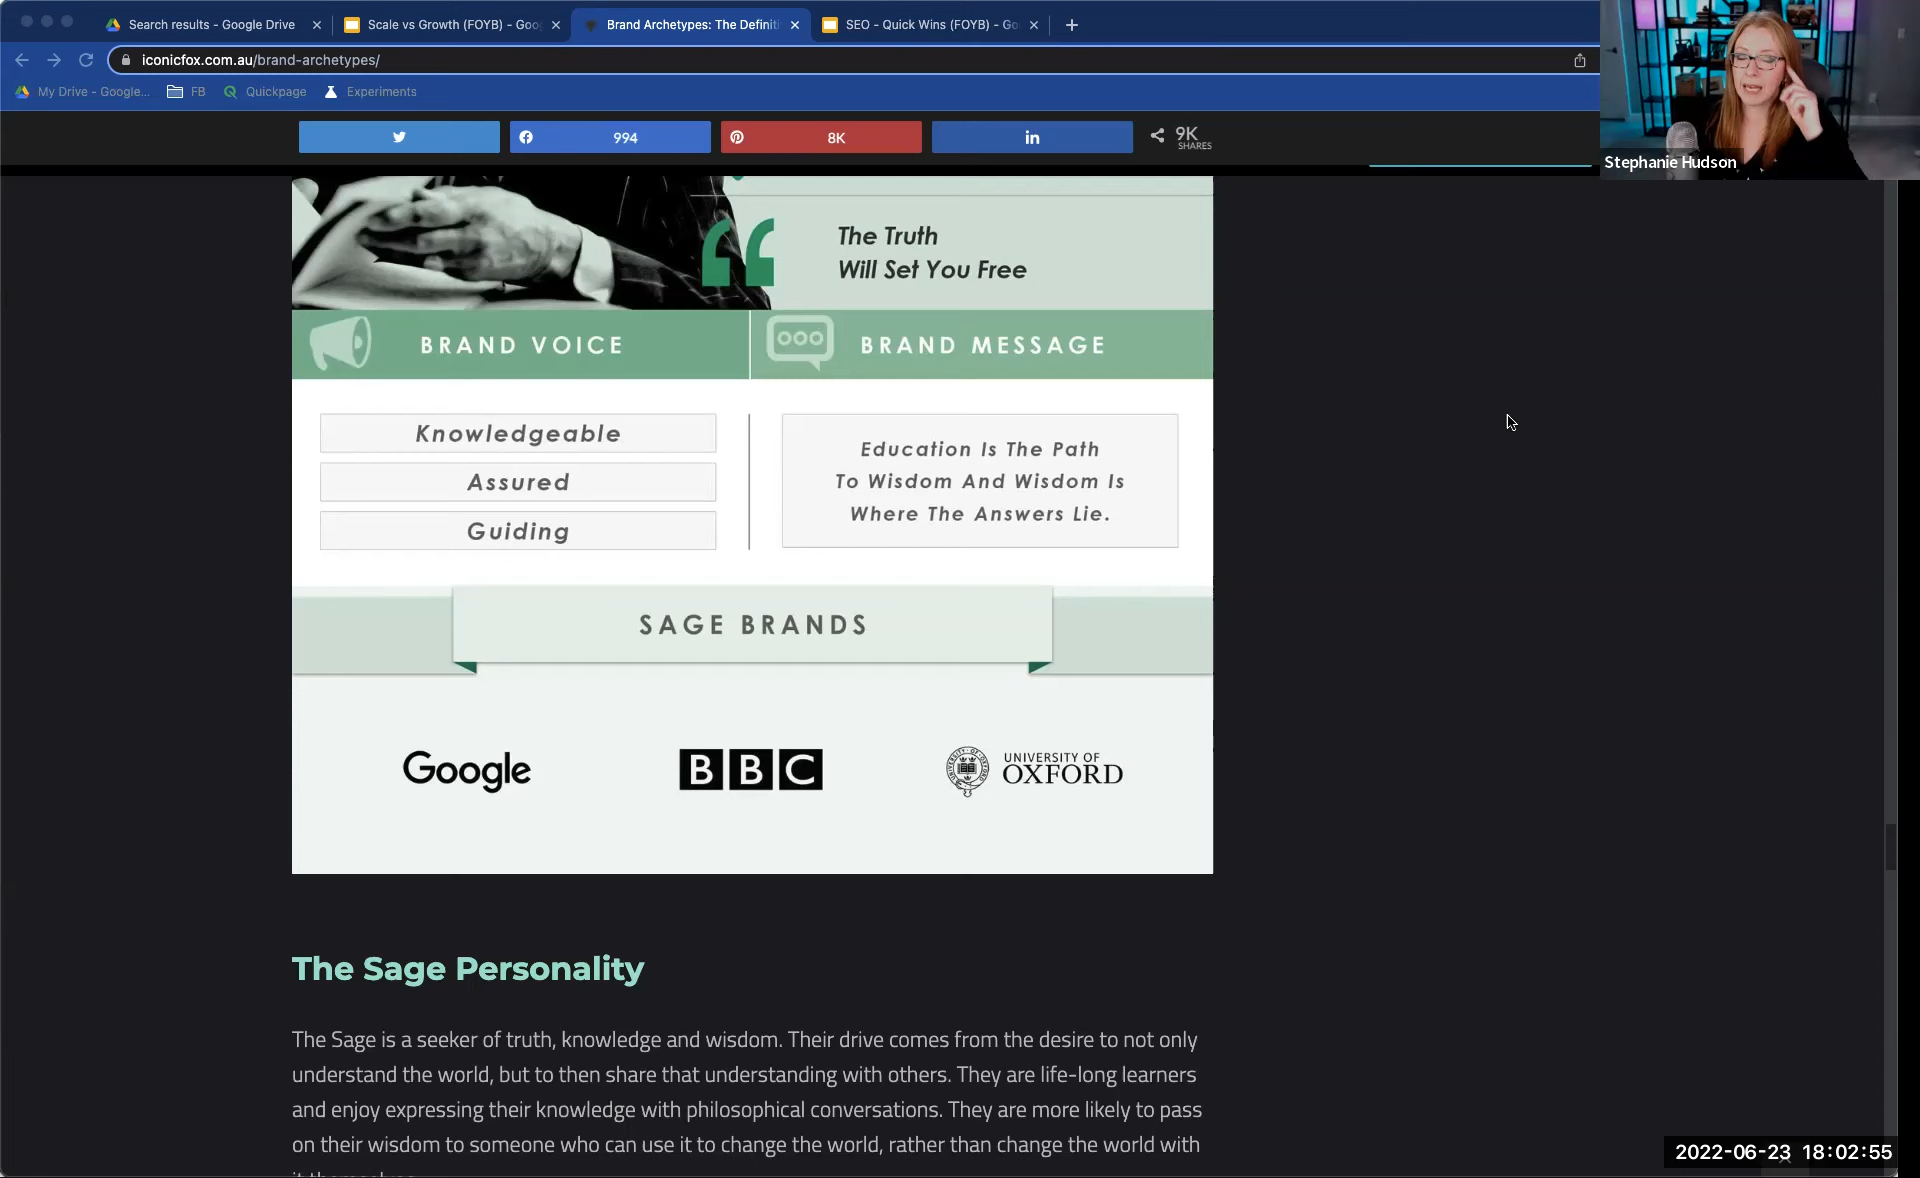 Search results - Google Drive
Scale vs Growth (FOYB) - Goo
Brand Archetypes: The Definiti
SEO - Quick Wins (FOYB) - Go
iconicfox.com.au/brand-archetypes/
My Drive - Google...
FB
Quickpage
Experiments
994
8K
in
9K
SHARES
Stephanie Hudson
The Truth
Will Set You Free
BRAND VOICE
BRAND MESSAGE
Knowledgeable
Assured
Guiding
Education Is The Path
To Wisdom And Wisdom Is
Where The Answers Lie.
SAGE BRANDS
Google
BBC
UNIVERSITY OF
OXFORD
The Sage Personality
The Sage is a seeker of truth, knowledge and wisdom. Their drive comes from the desire to not only
understand the world, but to then share that understanding with others. They are life-long learners
and enjoy expressing their knowledge with philosophical conversations. They are more likely to pass
on their wisdom to someone who can use it to change the world, rather than change the world with
2022-06-23 18:02:55